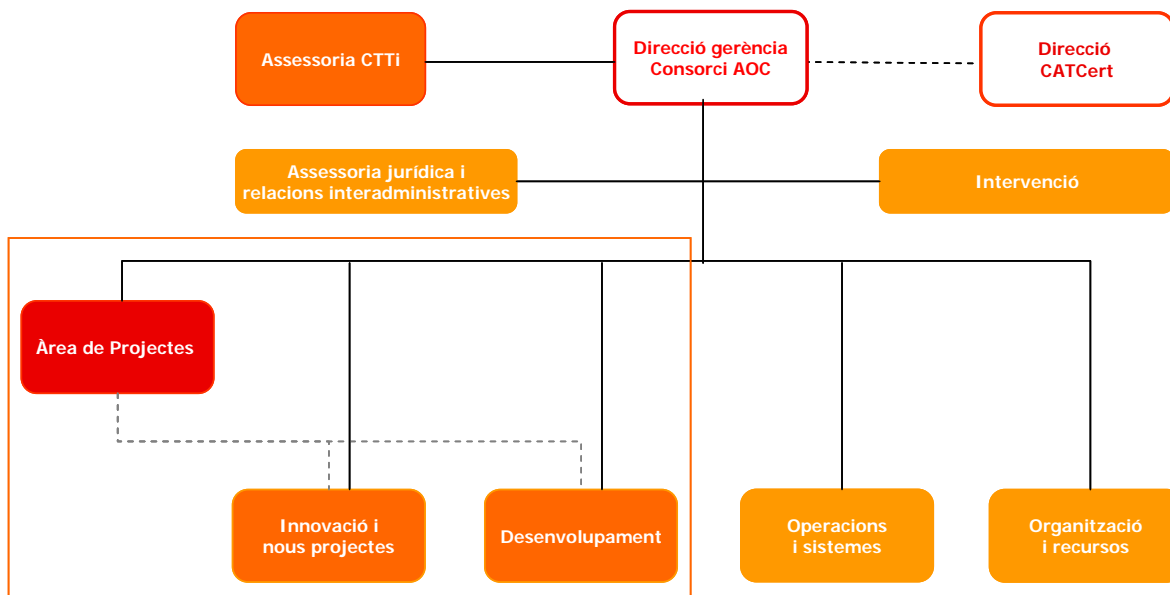 Assessoria CTTi
Direcció gerència
Consorci AOC
Direcció
CATCert
Assessoria jurídica i
relacions interadministratives
Intervenció
Àrea de Projectes
Innovació i
nous projectes
Desenvolupament
Operacions
i sistemes
Organització
i recursos